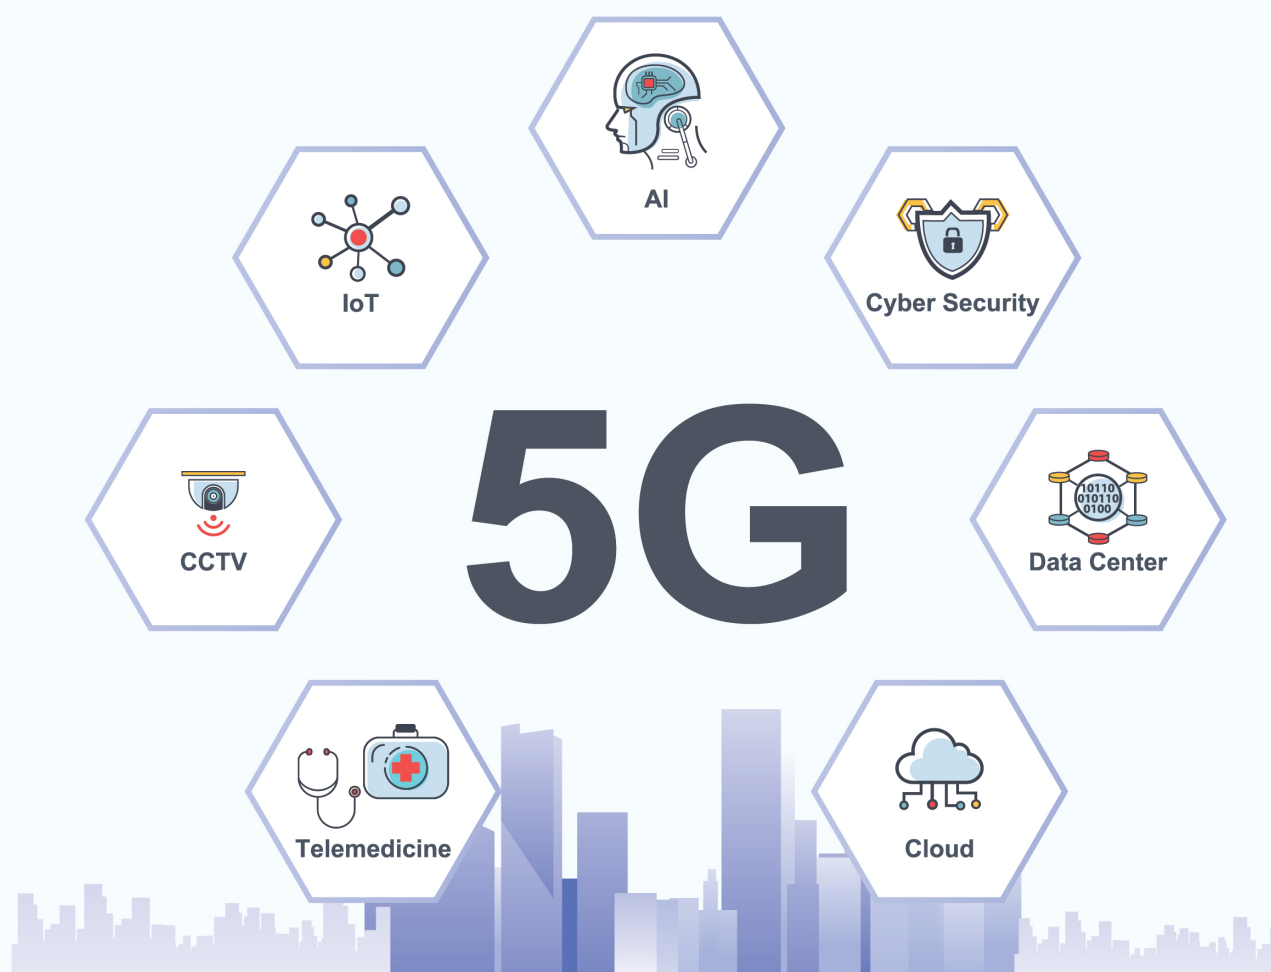 AI
IoT
Cyber Security
5G
CCTV
10110
010110
0100
Data Center
Telemedicine
Cloud